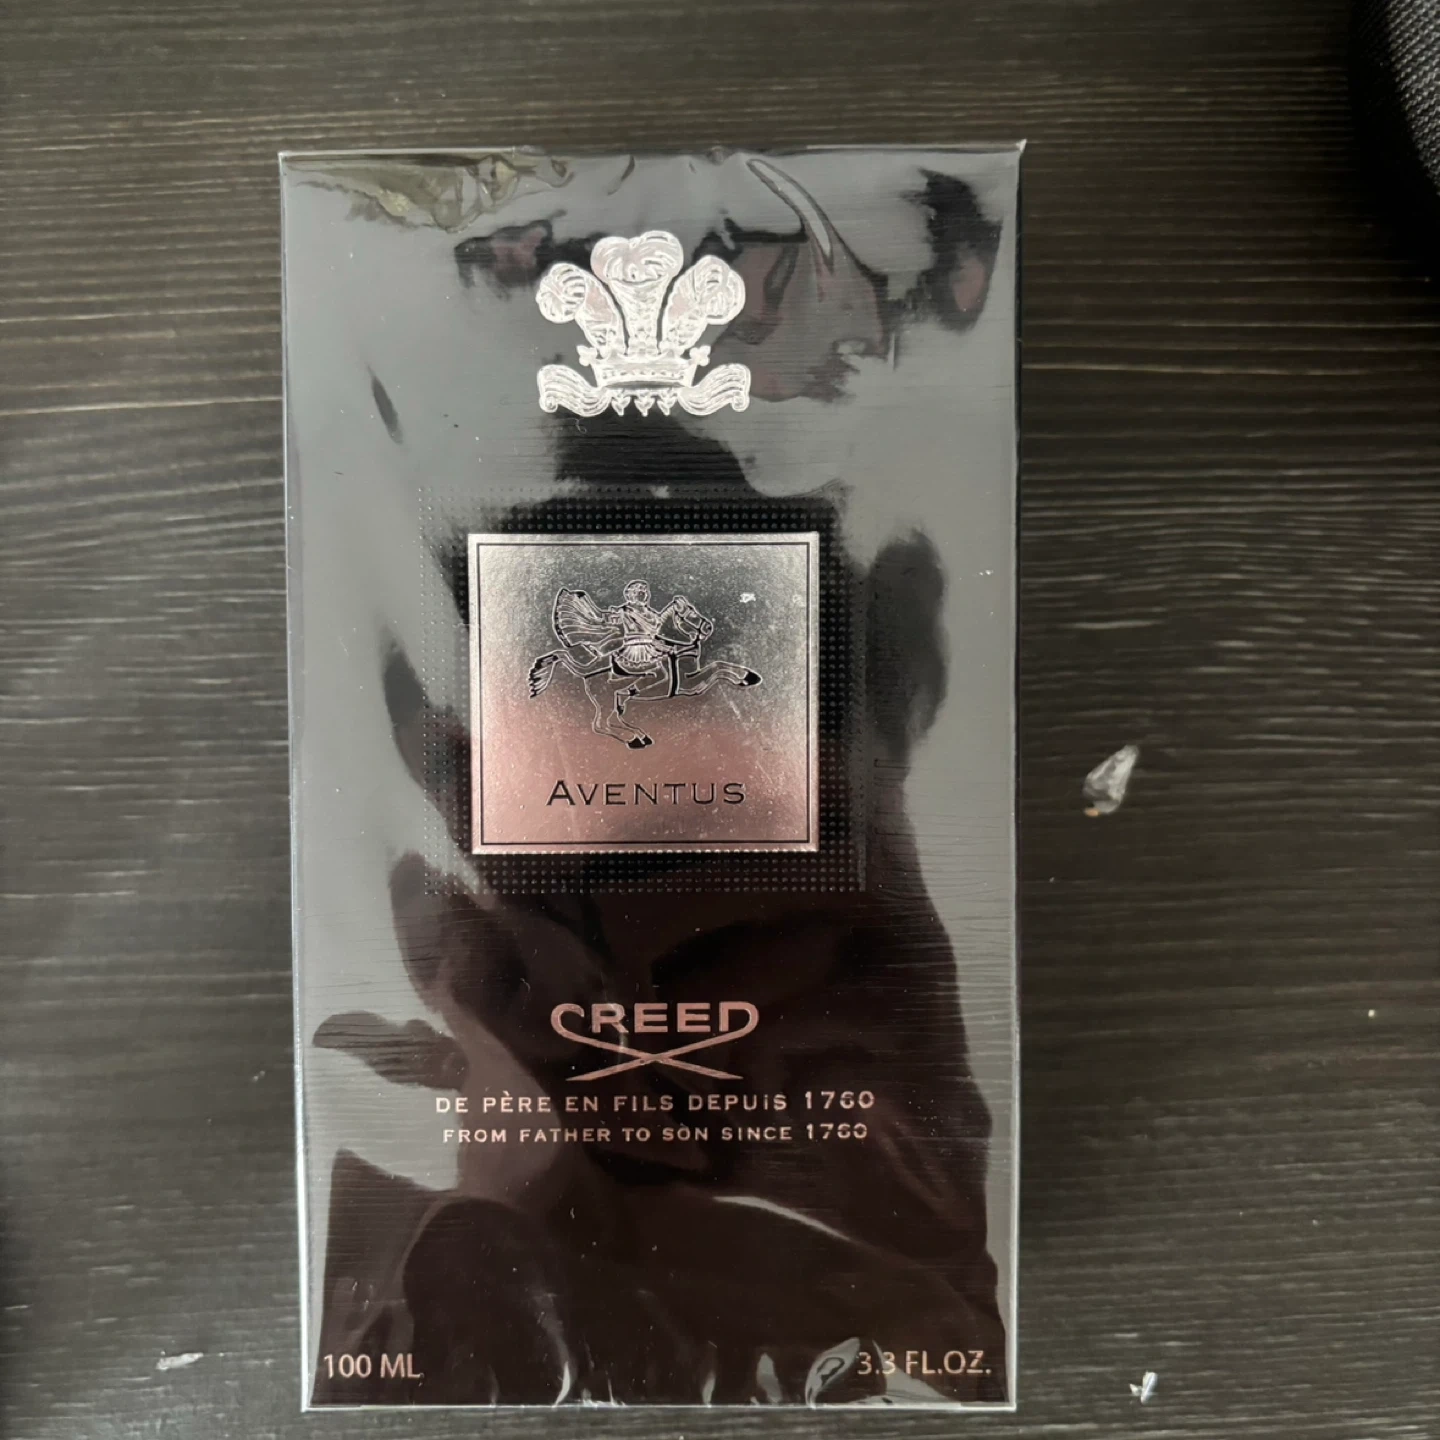 AVENTUS
CREED
DE PÈRE EN FILS DEPUiS 1760
FROM FATHER TO SON SINCE 1760
100 ML
3.3 FL.OZ.